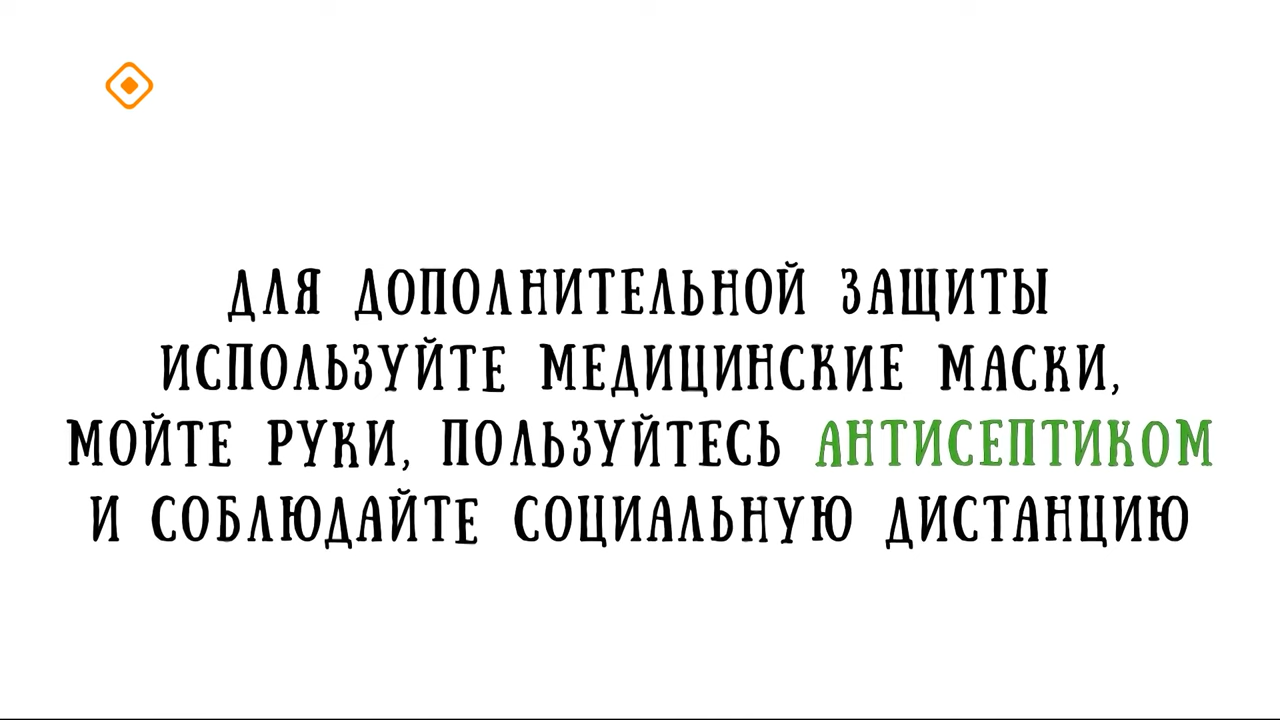 ДЛЯ ДОПОЛНИТЕЛЬНОЙ ЗАЩИТЫ
ИСПОЛЬЗУЙТЕ МЕДИЦИНСКИЕ МАСКИ,
МОЙТЕ РУКИ, ПОЛЬЗУЙТЕСЬ АНТИСЕПТИКОМ
И СОБЛЮДАЙТЕ СОЦИАЛЬНУЮ ДИСТАНЦИЮ